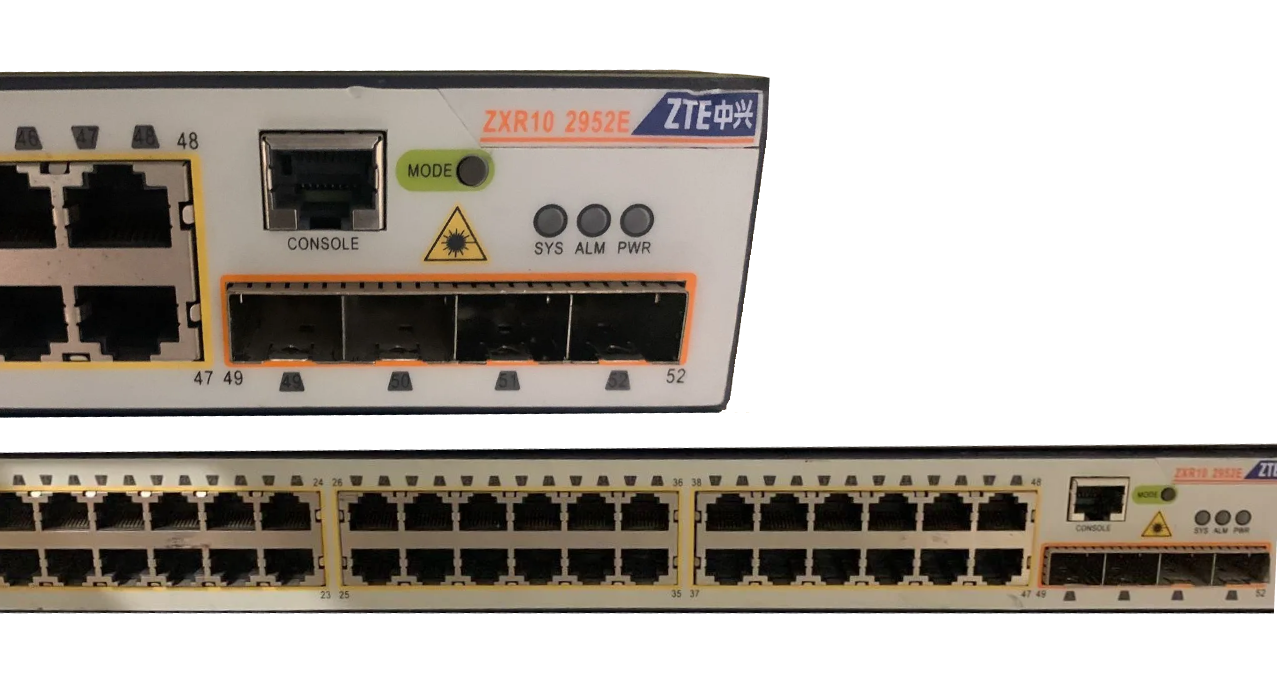 ZXR10 2952E ZTE中兴
46 47 48 48
MODE
CONSOLE
SYS ALM PWR
47 49 49 50 51 52 52
24 26 36 38 48
ZXR10 2952E ZTE
MODE
CONSOLE
SYS ALM PWR
23 25 35 37 47 49 52